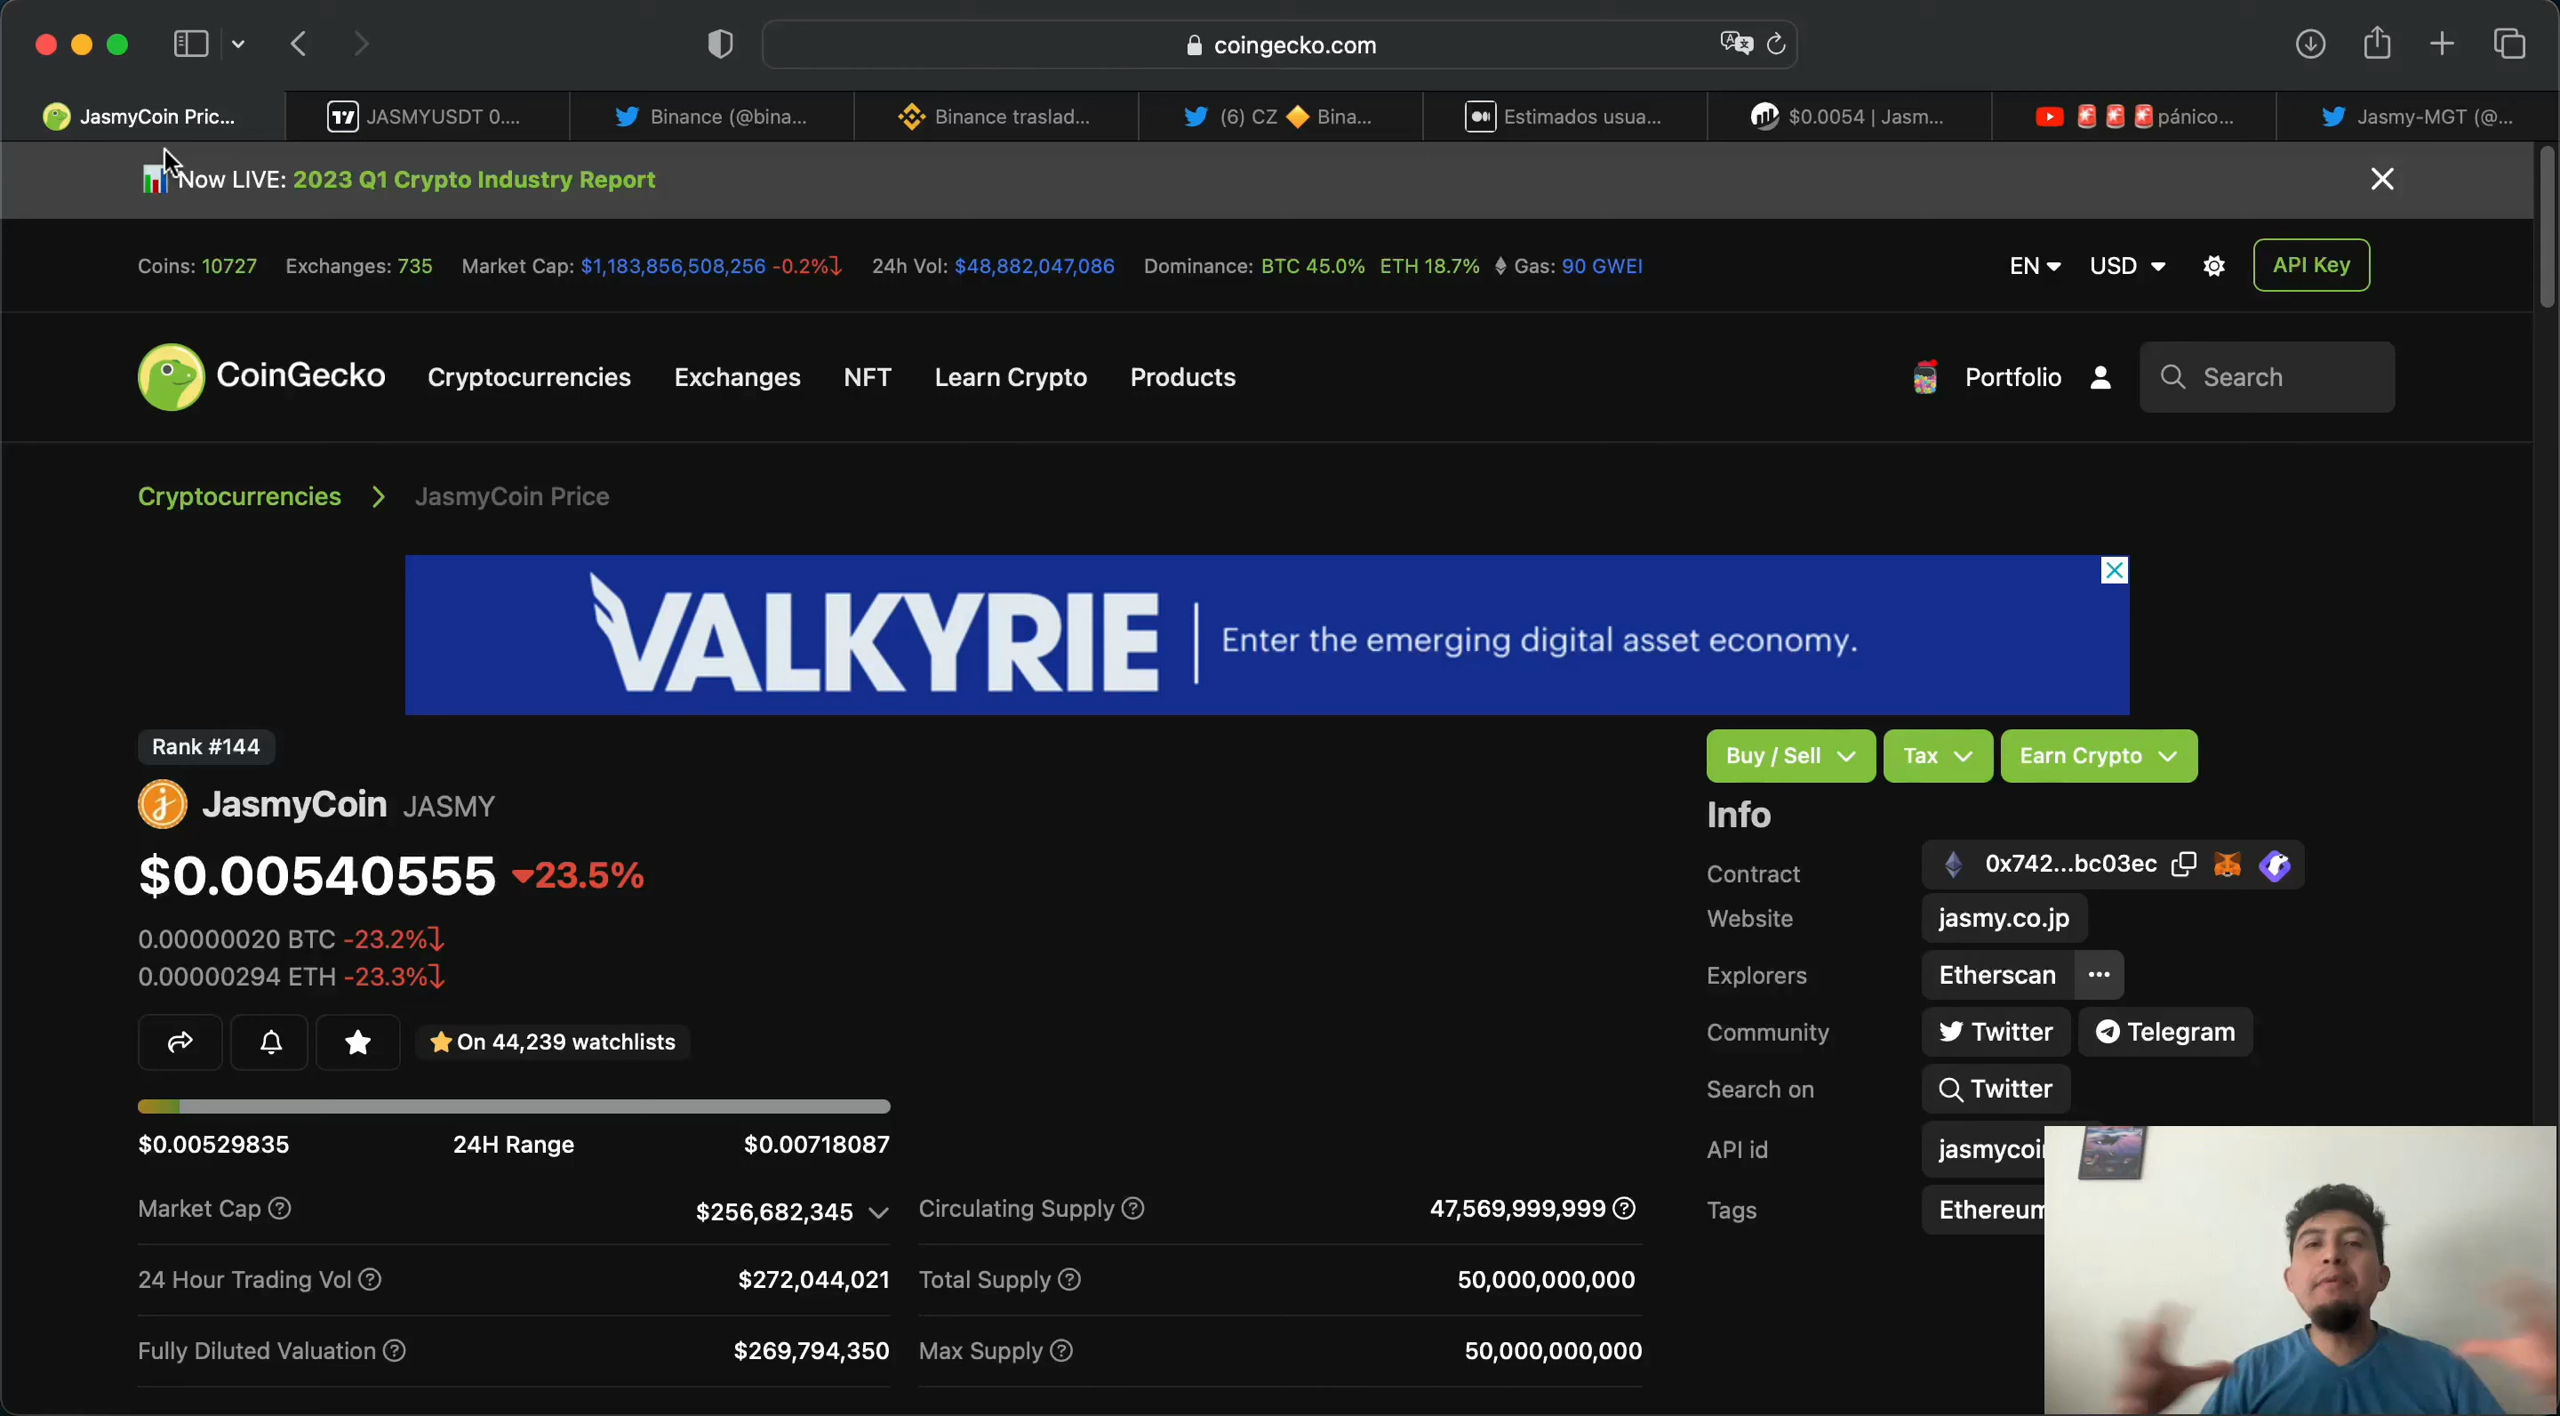 coingecko.com
JasmyCoin Pric...
JASMYUSDT 0....
Binance (@bina...
Binance traslad...
(6) CZ 🔶 Bina...
Estimados usua...
$0.0054 | Jasm...
🚨 🚨 🚨 pánico...
Jasmy-MGT (@...
Now LIVE: 2023 Q1 Crypto Industry Report
Coins: 10727 Exchanges: 735 Market Cap: $1,183,856,508,256 -0.2% 24h Vol: $48,882,047,086 Dominance: BTC 45.0% ETH 18.7% Gas: 90 GWEI
EN USD API Key
CoinGecko Cryptocurrencies Exchanges NFT Learn Crypto Products
Portfolio Search
Cryptocurrencies > JasmyCoin Price
VALKYRIE | Enter the emerging digital asset economy.
Rank #144
JasmyCoin JASMY
$0.00540555 23.5%
0.00000020 BTC -23.2%
0.00000294 ETH -23.3%
On 44,239 watchlists
$0.00529835 24H Range $0.00718087
Market Cap $256,682,345
24 Hour Trading Vol $272,044,021
Fully Diluted Valuation $269,794,350
Circulating Supply 47,569,999,999
Total Supply 50,000,000,000
Max Supply 50,000,000,000
Buy / Sell Tax Earn Crypto
Info
Contract 0x742...bc03ec
Website jasmy.co.jp
Explorers Etherscan ...
Community Twitter Telegram
Search on Twitter
API id jasmycoi
Tags Ethereum